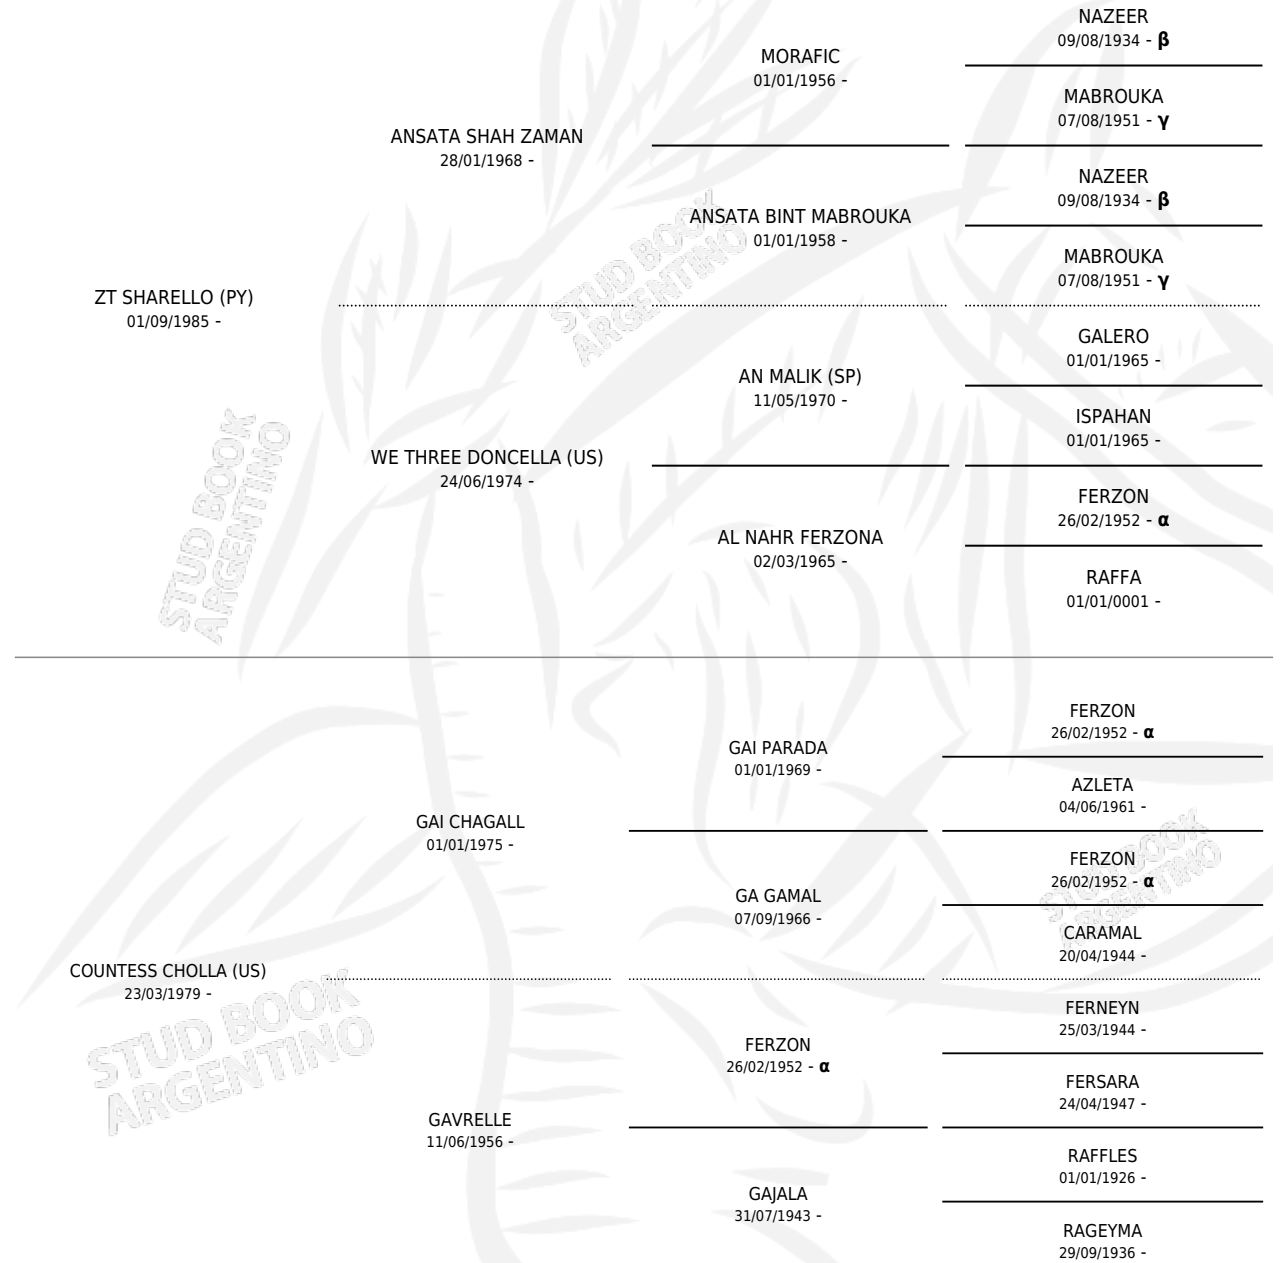 NAZEER
09/08/1934 - β
MORAFIC
01/01/1956 -
MABROUKA
07/08/1951 - γ
ANSATA SHAH ZAMAN
28/01/1968 -
NAZEER
09/08/1934 - β
ANSATA BINT MABROUKA
01/01/1958 -
MABROUKA
07/08/1951 - γ
ZT SHARELLO (PY)
01/09/1985 -
GALERO
01/01/1965 -
AN MALIK (SP)
11/05/1970 -
ISPAHAN
01/01/1965 -
WE THREE DONCELLA (US)
24/06/1974 -
FERZON
26/02/1952 - α
AL NAHR FERZONA
02/03/1965 -
RAFFA
01/01/0001 -
FERZON
26/02/1952 - α
GAI PARADA
01/01/1969 -
AZLETA
04/06/1961 -
GAI CHAGALL
01/01/1975 -
FERZON
26/02/1952 - α
GA GAMAL
07/09/1966 -
CARAMAL
20/04/1944 -
COUNTESS CHOLLA (US)
23/03/1979 -
FERNEYN
25/03/1944 -
FERZON
26/02/1952 - α
FERSARA
24/04/1947 -
GAVRELLE
11/06/1956 -
RAFFLES
01/01/1926 -
GAJALA
31/07/1943 -
RAGEYMA
29/09/1936 -
STUD BOOK
ARGENTINO
STUD BOOK
ARGENTINO
STUD BOOK
ARGENTINO
STUD BOOK
ARGENTINO